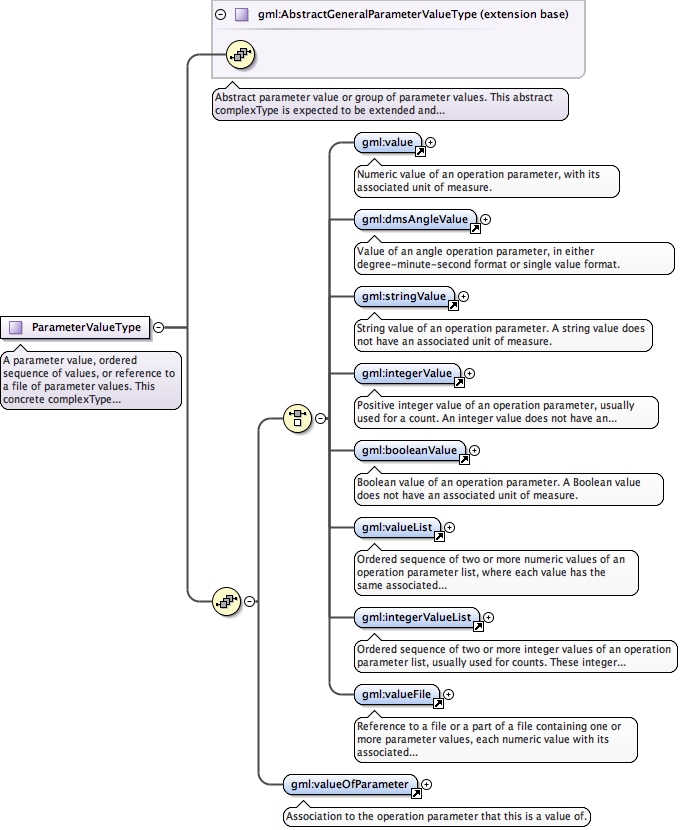 gml:AbstractGeneralParameterValueType (extension base)
Abstract parameter value or group of parameter values. This abstract
complexType is expected to be extended and...
gml:value
Numeric value of an operation parameter, with its
associated unit of measure.
gml:dmsAngleValue
Value of an angle operation parameter, in either
degree-minute-second format or single value format.
gml:stringValue
String value of an operation parameter. A string value does
not have an associated unit of measure.
ParameterValueType
A parameter value, ordered
sequence of values, or reference to
a file of parameter values. This
concrete complexType...
gml:integerValue
Positive integer value of an operation parameter, usually
used for a count. An integer value does not have an...
gml:booleanValue
Boolean value of an operation parameter. A Boolean value
does not have an associated unit of measure.
gml:valueList
Ordered sequence of two or more numeric values of an
operation parameter list, where each value has the
same associated...
gml:integerValueList
Ordered sequence of two or more integer values of an operation
parameter list, usually used for counts. These integer...
gml:valueFile
Reference to a file or a part of a file containing one or
more parameter values, each numeric value with its
associated...
gml:valueOfParameter
Association to the operation parameter that this is a value of.